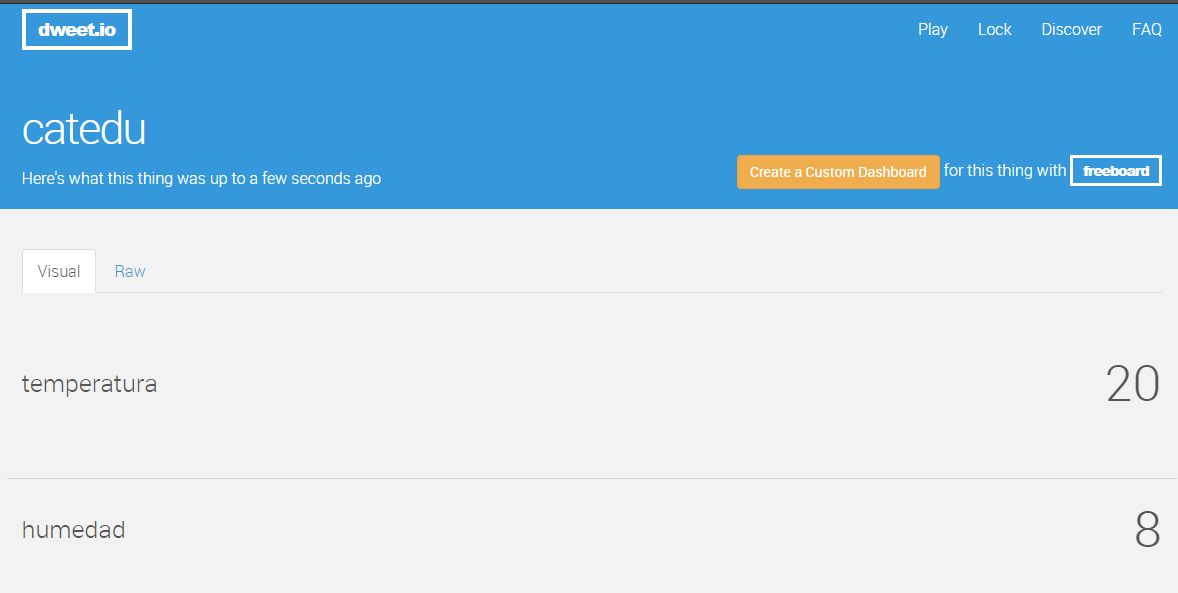 dweet.io
Play Lock Discover FAQ
catedu
Here's what this thing was up to a few seconds ago
Create a Custom Dashboard for this thing with freeboard
Visual Raw
temperatura 20
humedad 8